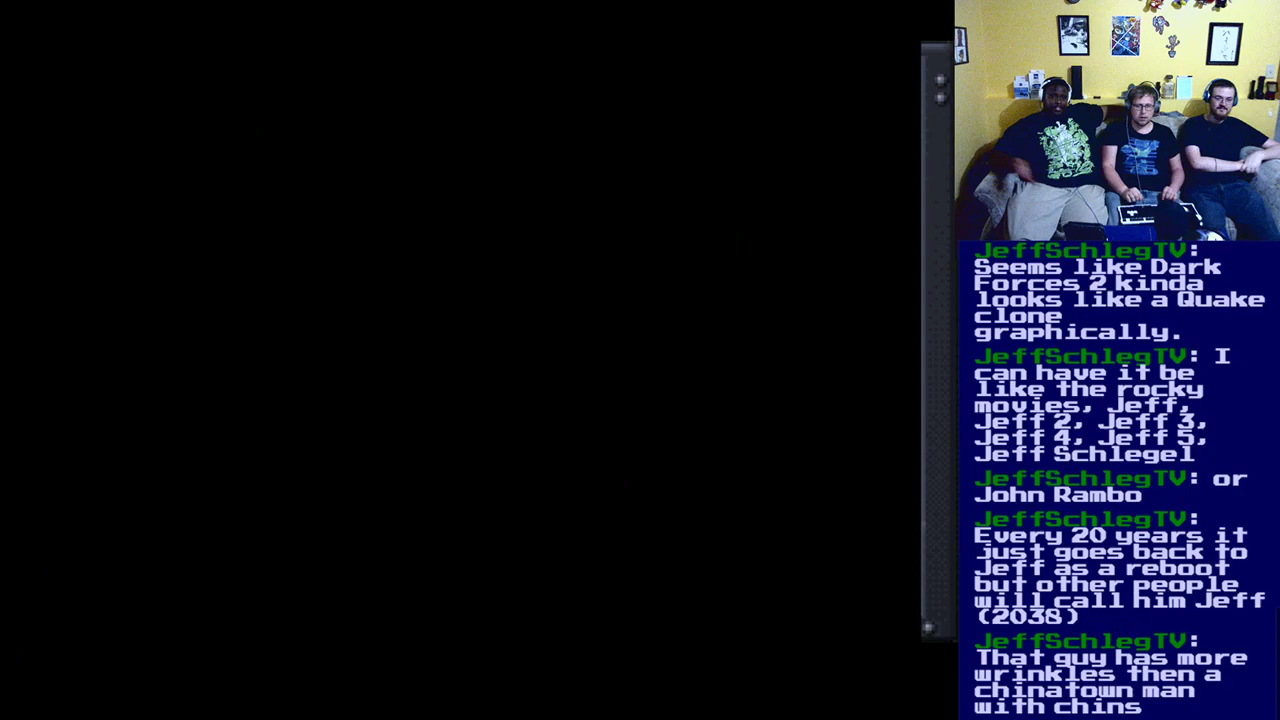 JeffSchlegTV:
Seems like Dark
Forces 2 kinda
looks like a Quake
clone
graphically.
JeffSchlegTV: I
can have it be
like the rocky
movies, Jeff,
Jeff 2, Jeff 3,
Jeff 4, Jeff 5,
Jeff Schlegel
JeffSchlegTV: or
John Rambo
JeffSchlegTV:
Every 20 years it
just goes back to
Jeff as a reboot
but other people
will call him Jeff
(2038)
JeffSchlegTV:
That guy has more
wrinkles then a
chinatown man
with chins